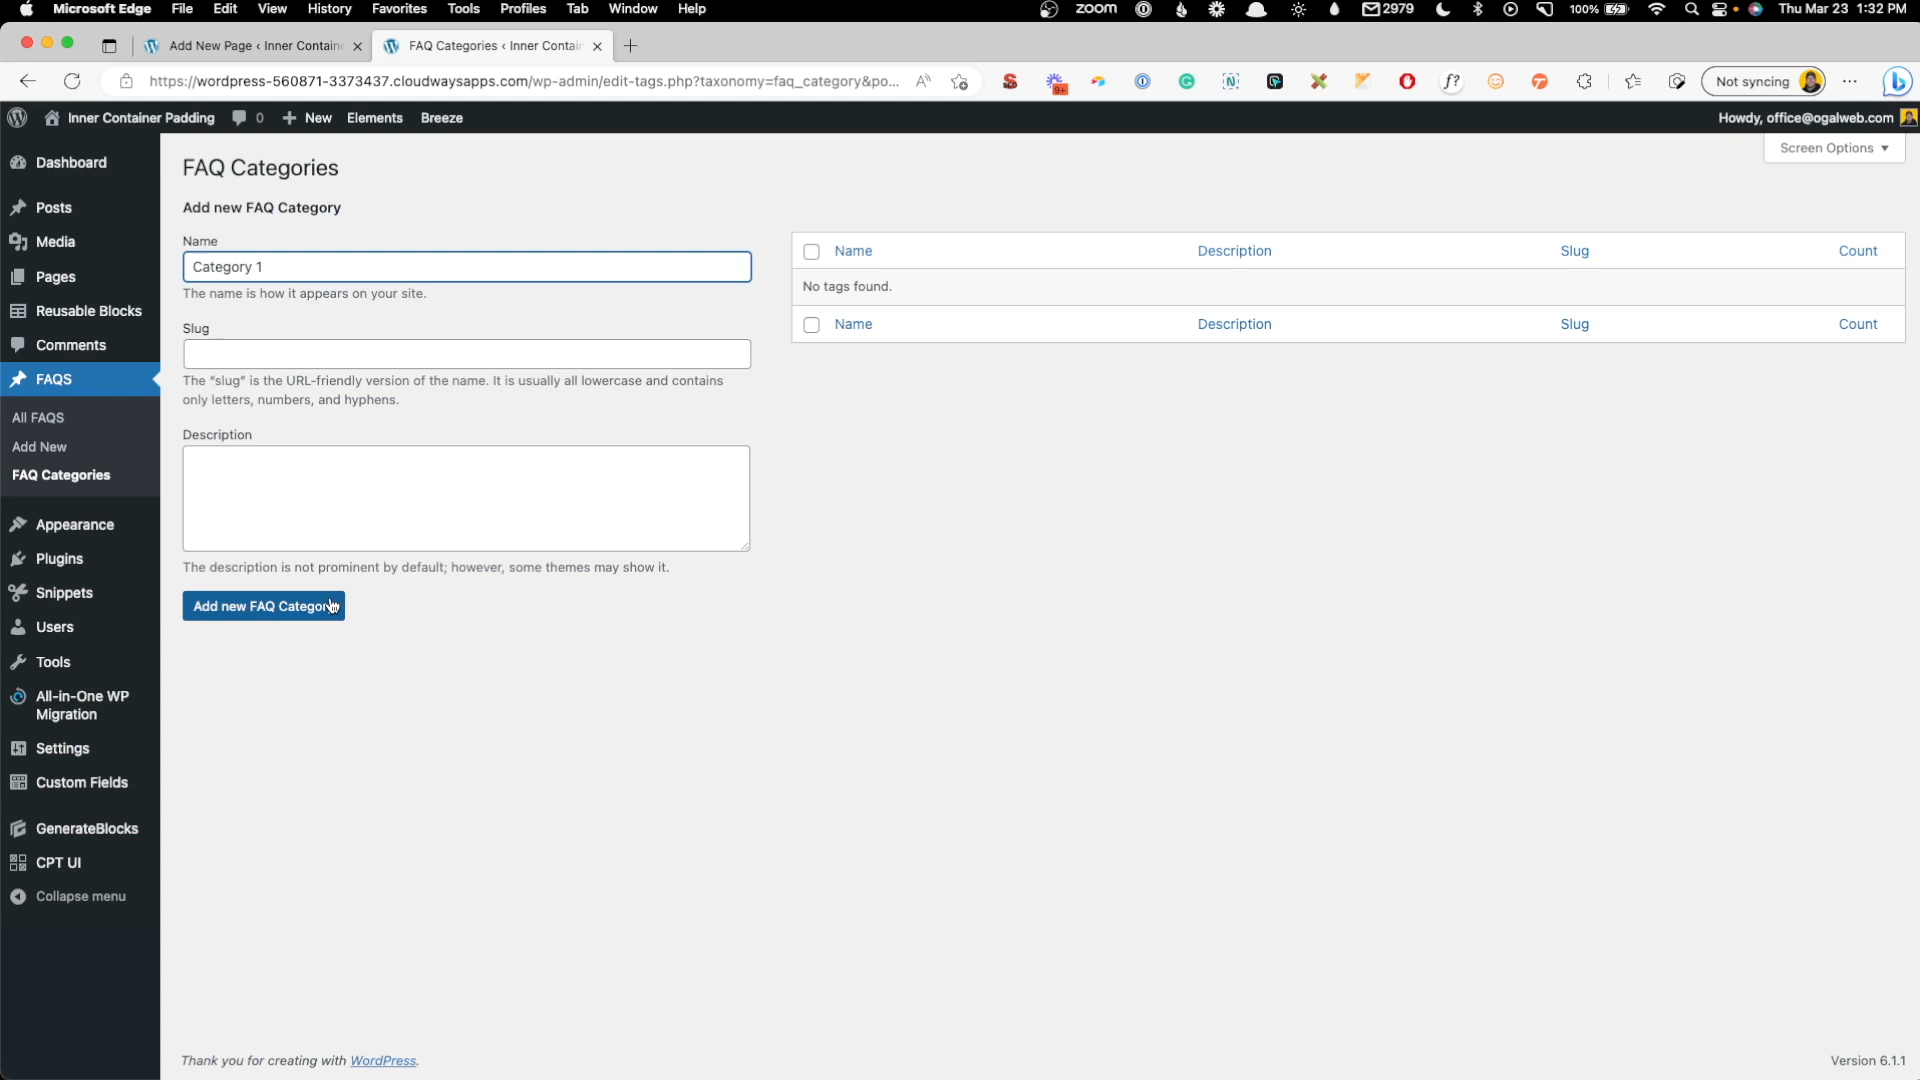 Microsoft Edge File Edit View History Favorites Tools Profiles Tab Window Help zoom 2979 100% Thu Mar 23 1:32 PM
Add New Page ‹ Inner Contain
FAQ Categories ‹ Inner Contai
https://wordpress-560871-3373437.cloudwaysapps.com/wp-admin/edit-tags.php?taxonomy=faq_category&po...
Not syncing
Inner Container Padding 0 New Elements Breeze
Howdy, office@ogalweb.com
Dashboard
Posts
Media
Pages
Reusable Blocks
Comments
FAQS
All FAQS
Add New
FAQ Categories
Appearance
Plugins
Snippets
Users
Tools
All-in-One WP
Migration
Settings
Custom Fields
GenerateBlocks
CPT UI
Collapse menu
Screen Options
FAQ Categories
Add new FAQ Category
Name
Category 1
The name is how it appears on your site.
Slug
The "slug" is the URL-friendly version of the name. It is usually all lowercase and contains
only letters, numbers, and hyphens.
Description
The description is not prominent by default; however, some themes may show it.
Add new FAQ Category
Name Description Slug Count
No tags found.
Name Description Slug Count
Thank you for creating with WordPress.
Version 6.1.1